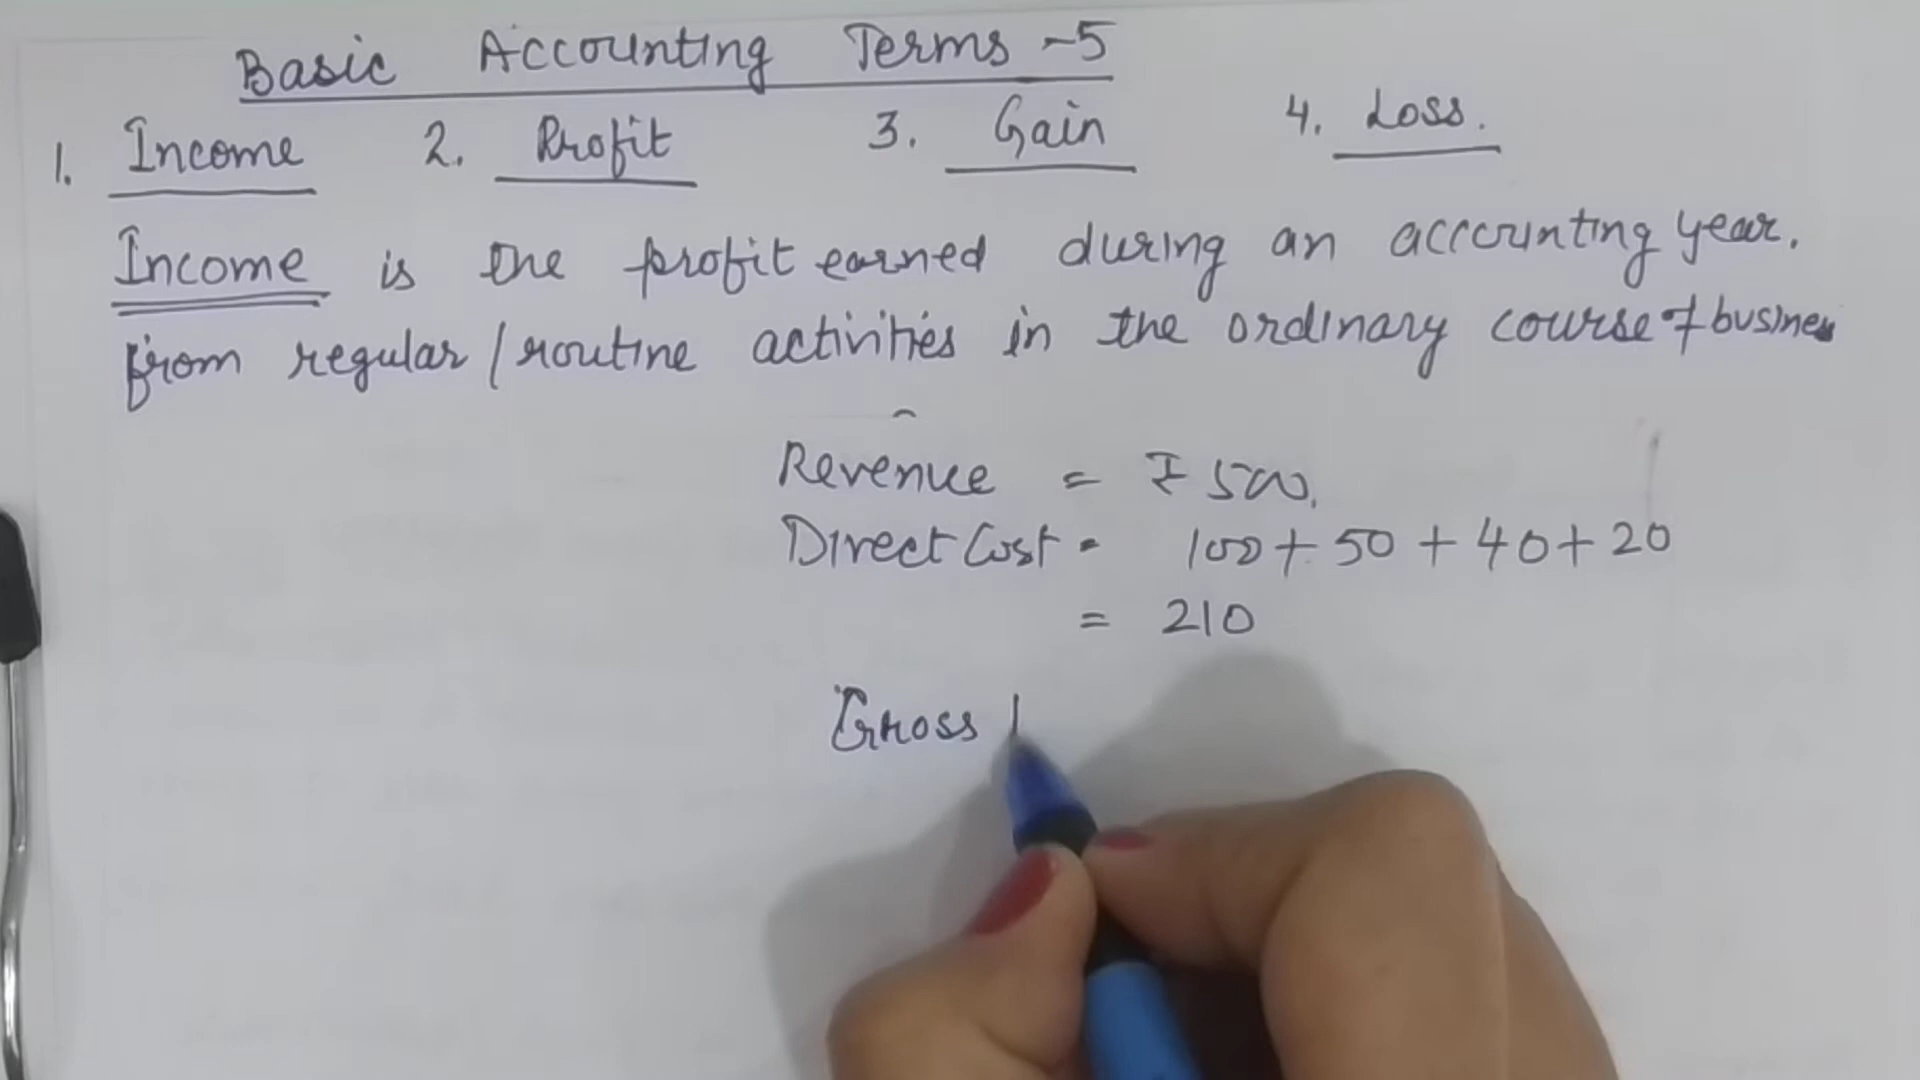 Basic Accounting Terms -5
1. Income 2. Profit 3. Gain 4. Loss.
Income is the profit earned during an accounting year.
from regular / routine activities in the ordinary course of business
Revenue = ₹ 500.
Direct Cost = 100 + 50 + 40 + 20
= 210
Gross